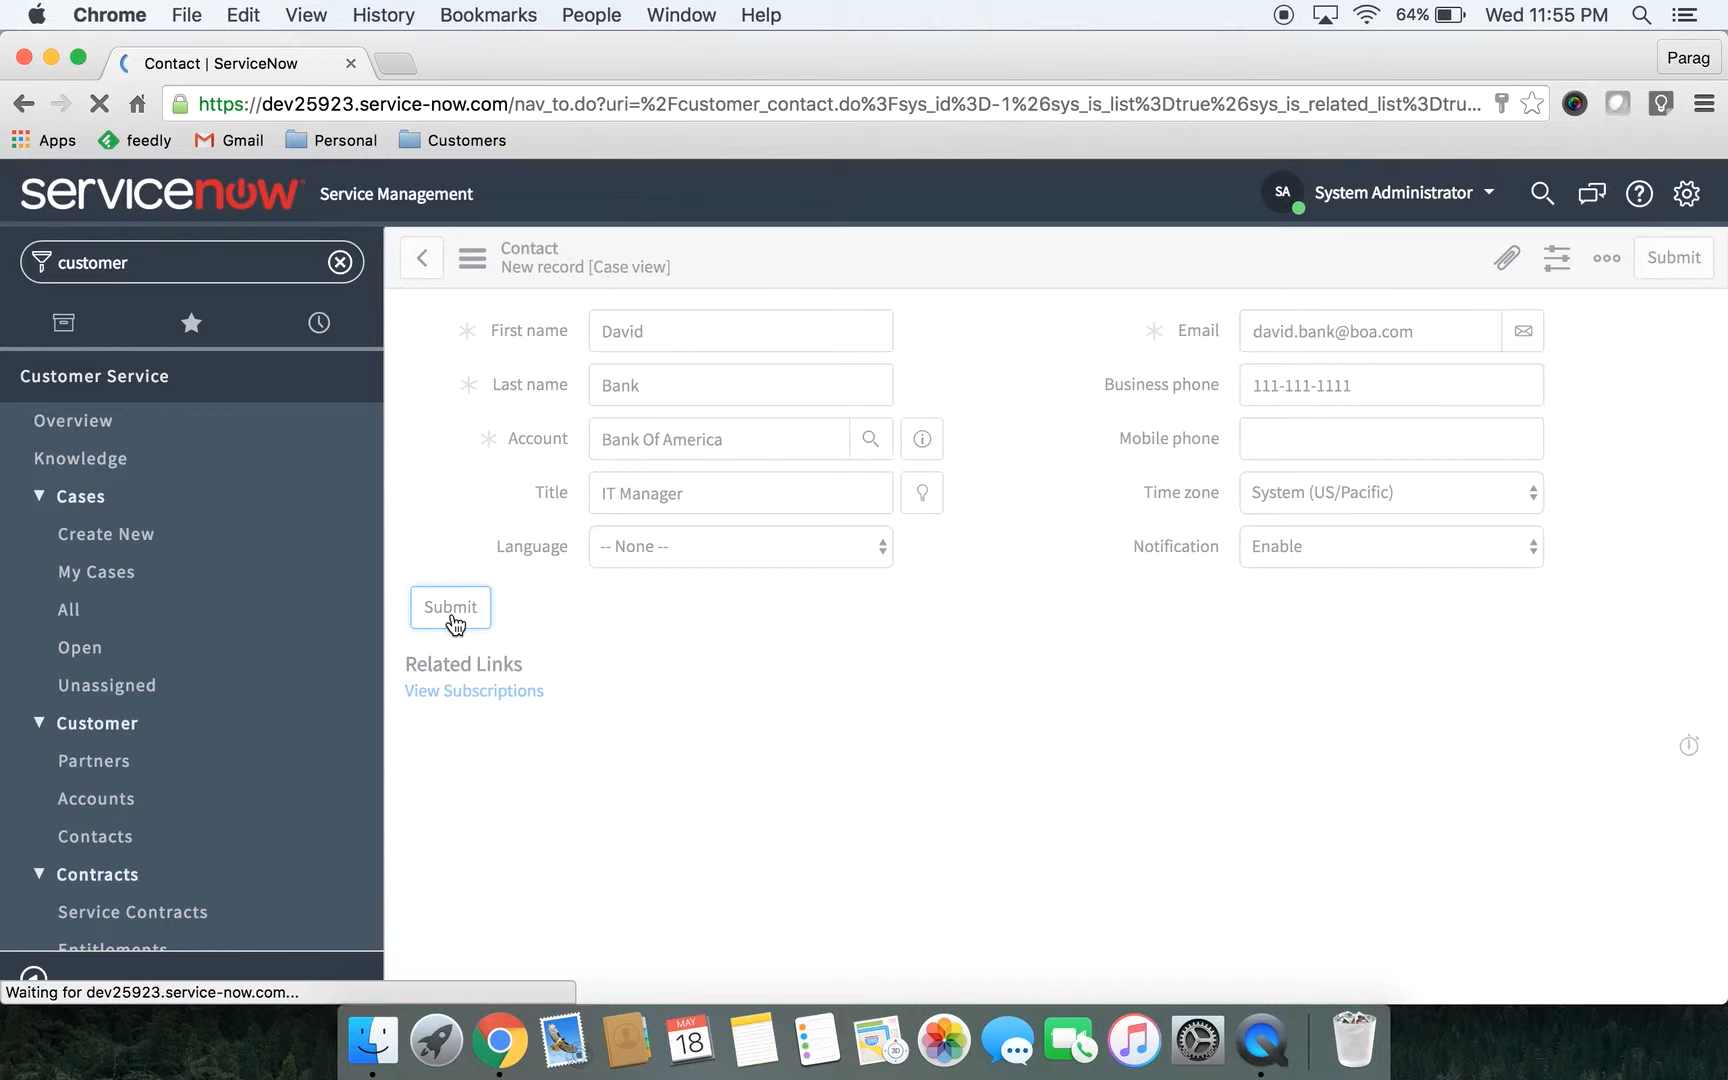 Chrome File Edit View History Bookmarks People Window Help 64% Wed 11:55 PM
Contact | ServiceNow Parag
https://dev25923.service-now.com/nav_to.do?uri=%2Fcustomer_contact.do%3Fsys_id%3D-1%26sys_is_list%3Dtrue%26sys_is_related_list%3Dtru...
Apps feedly Gmail Personal Customers
servicenow Service Management SA System Administrator
customer
Contact
New record [Case view]
Submit
Customer Service
Overview
Knowledge
Cases
Create New
My Cases
All
Open
Unassigned
Customer
Partners
Accounts
Contacts
Contracts
Service Contracts
Entitlements
First name David
Last name Bank
Account Bank Of America
Title IT Manager
Language -- None --
Email david.bank@boa.com
Business phone 111-111-1111
Mobile phone
Time zone System (US/Pacific)
Notification Enable
Submit
Related Links
View Subscriptions
Waiting for dev25923.service-now.com...
MAY
18
3D